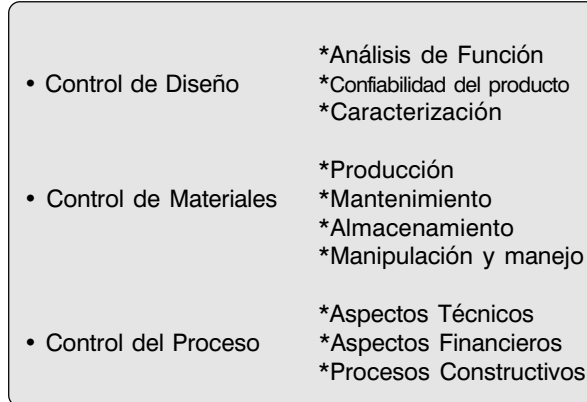 *Análisis de Función
• Control de Diseño *Confiabilidad del producto
*Caracterización
*Producción
• Control de Materiales *Mantenimiento
*Almacenamiento
*Manipulación y manejo
*Aspectos Técnicos
• Control del Proceso *Aspectos Financieros
*Procesos Constructivos